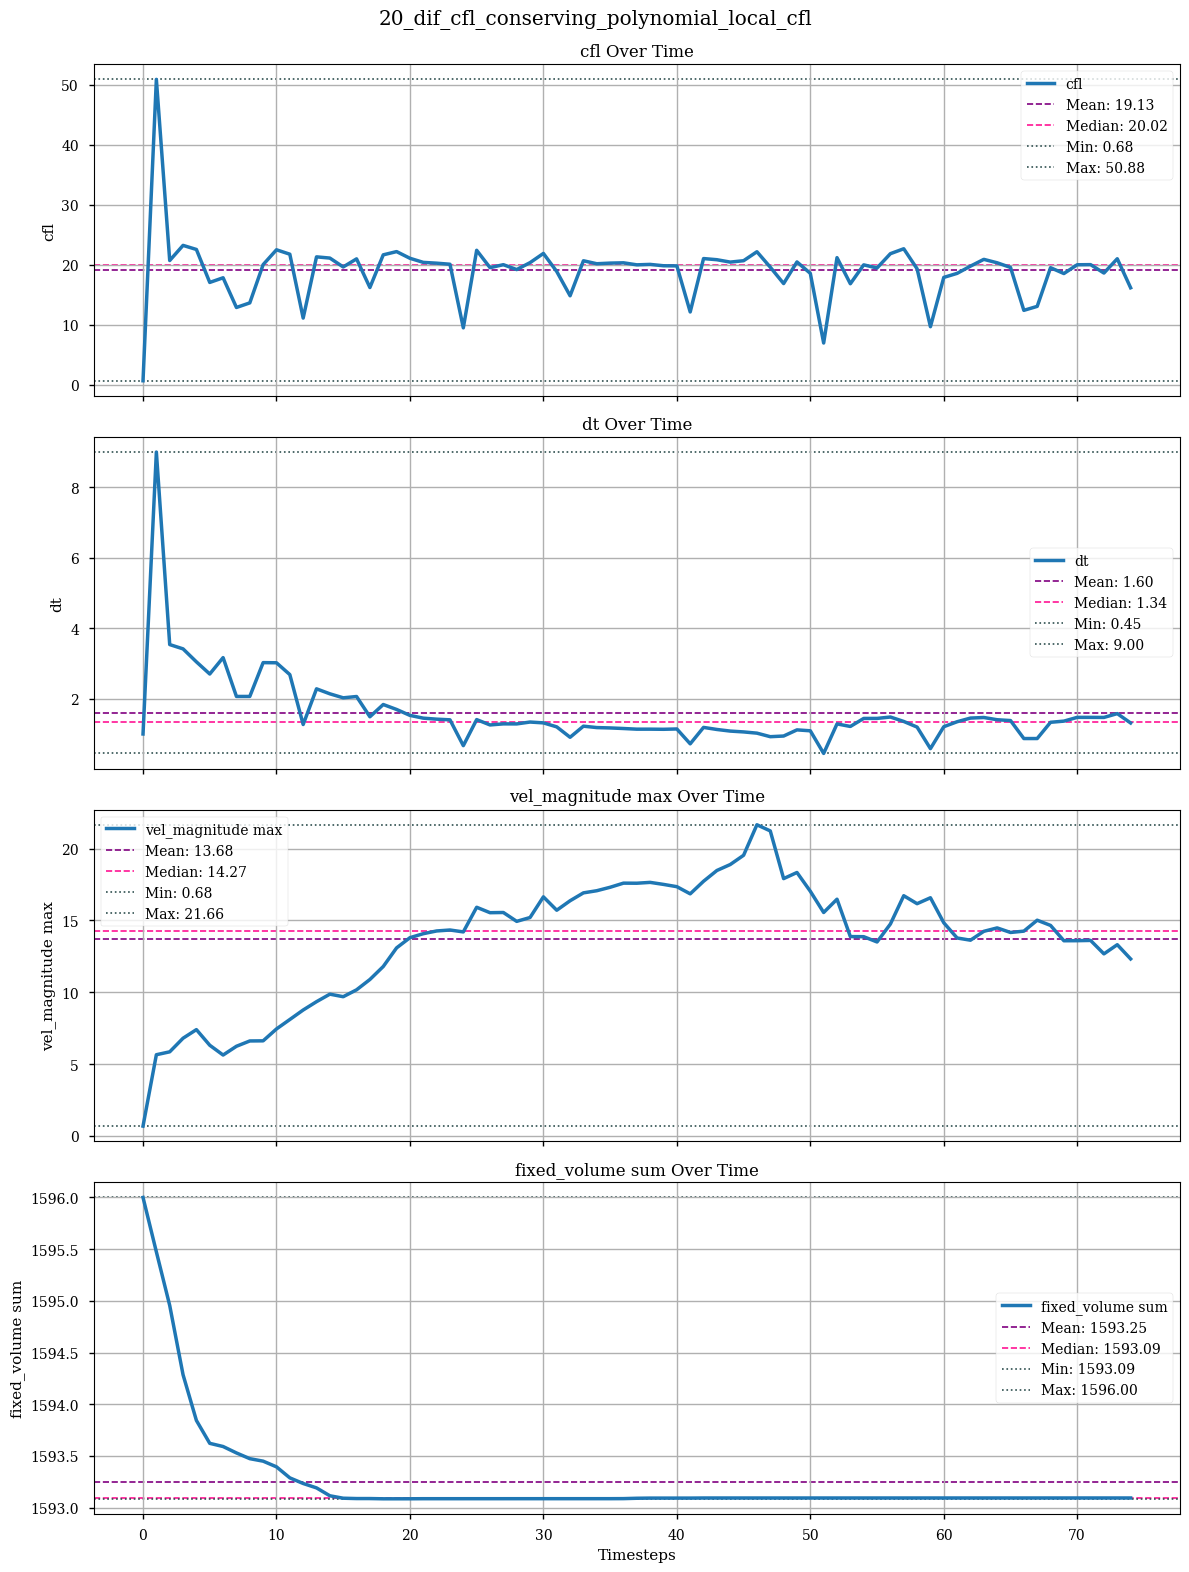 20_dif_cfl_conserving_polynomial_local_cfl
cfl Over Time
50
40
30
20
10
0
cfl
cfl
Mean: 19.13
Median: 20.02
Min: 0.68
Max: 50.88
dt Over Time
8
6
4
2
dt
dt
Mean: 1.60
Median: 1.34
Min: 0.45
Max: 9.00
vel_magnitude max Over Time
20
15
10
5
0
vel_magnitude max
vel_magnitude max
Mean: 13.68
Median: 14.27
Min: 0.68
Max: 21.66
fixed_volume sum Over Time
1596.0
1595.5
1595.0
1594.5
1594.0
1593.5
1593.0
fixed_volume sum
fixed_volume sum
Mean: 1593.25
Median: 1593.09
Min: 1593.09
Max: 1596.00
0 10 20 30 40 50 60 70
Timesteps